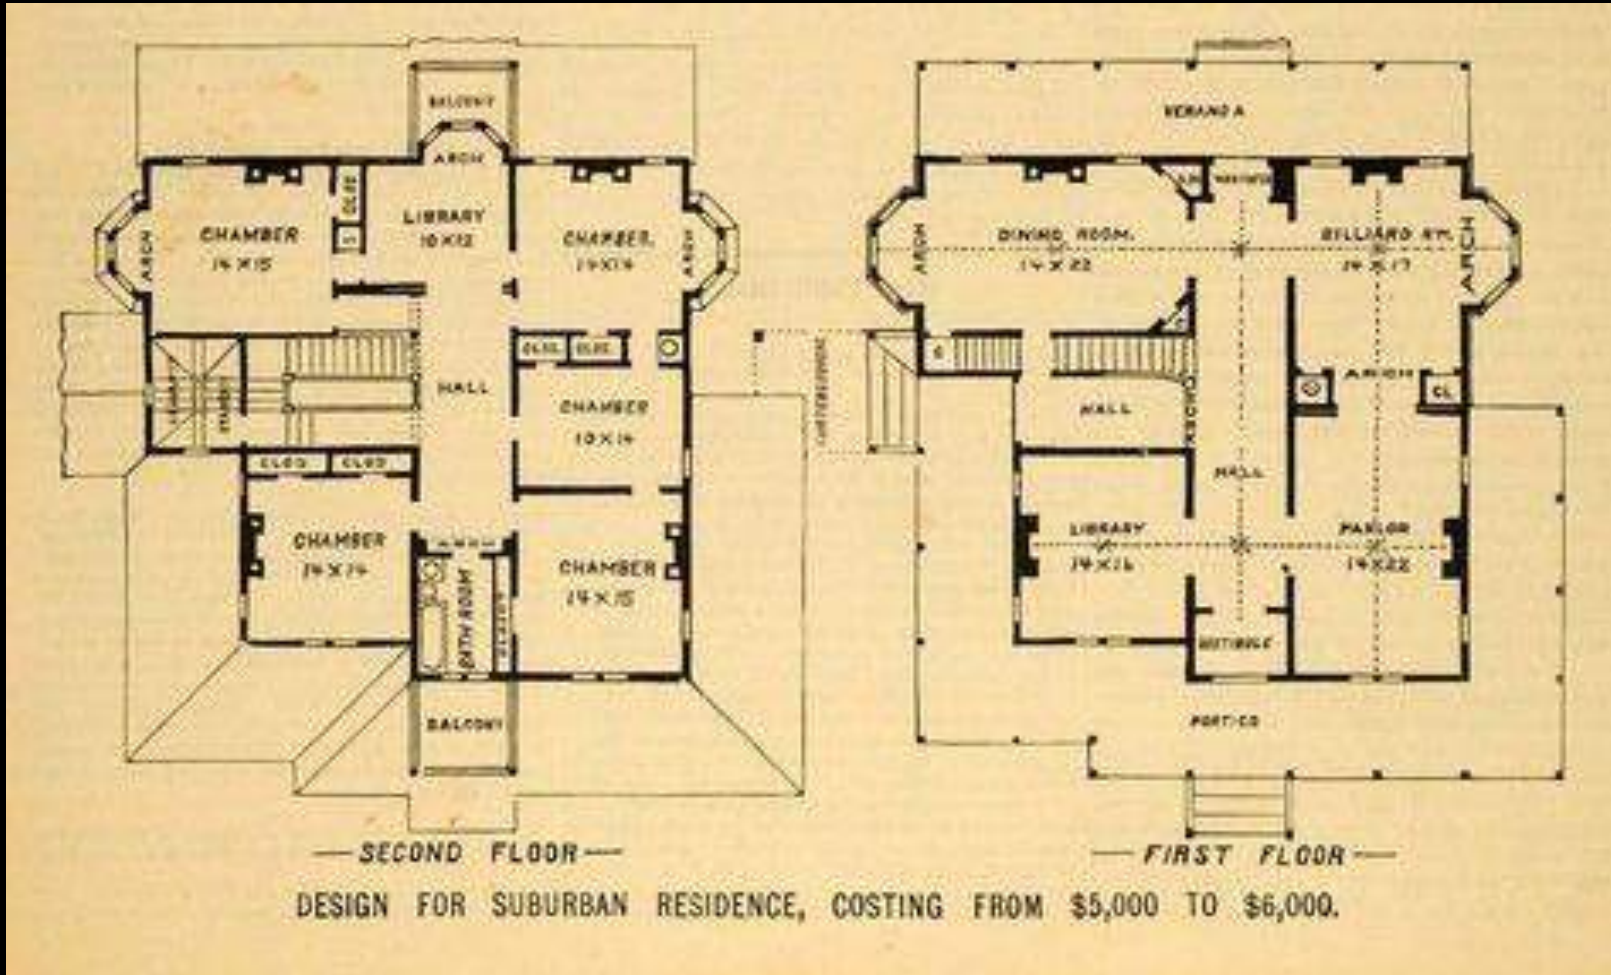 BALCONY
ARCH
CLOS
CHAMBER
14 X 15
ARCH
LIBRARY
10 X 12
CHAMBER.
14 X 14
ARCH
CLOS.
CLOS.
HALL
CHAMBER
10 X 14
CLOS
CLOS
CHAMBER
14 X 14
BATH ROOM
CHAMBER
14 X 15
BALCONY
—SECOND FLOOR—
VERANDA
ARCH
DINING ROOM.
14 X 22
BILLIARD RM.
14 X 17
ARCH
ARCH
C
CL
HALL
HALL
LIBRARY
14 X 16
PARLOR
14 X 22
VESTIBULE
PORTICO
—FIRST FLOOR—
DESIGN FOR SUBURBAN RESIDENCE, COSTING FROM $5,000 TO $6,000.